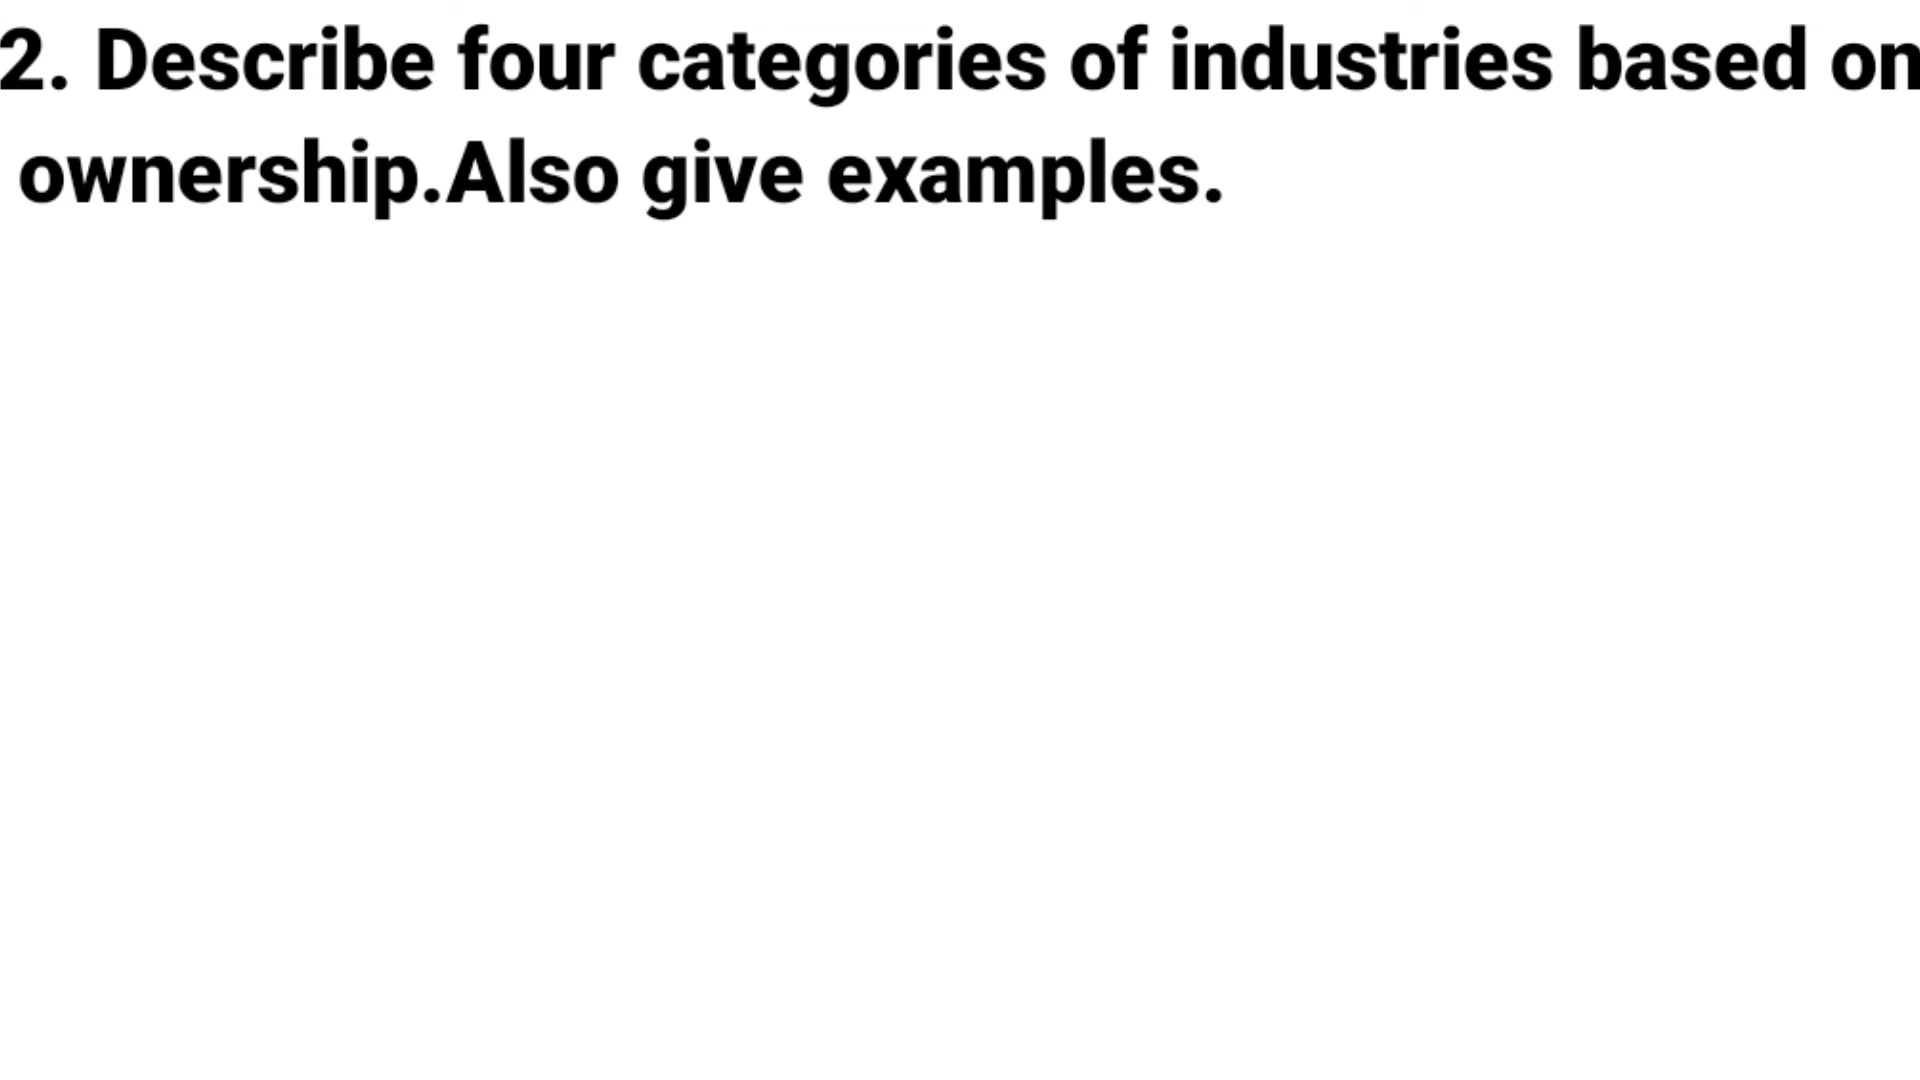 2. Describe four categories of industries based on
ownership.Also give examples.